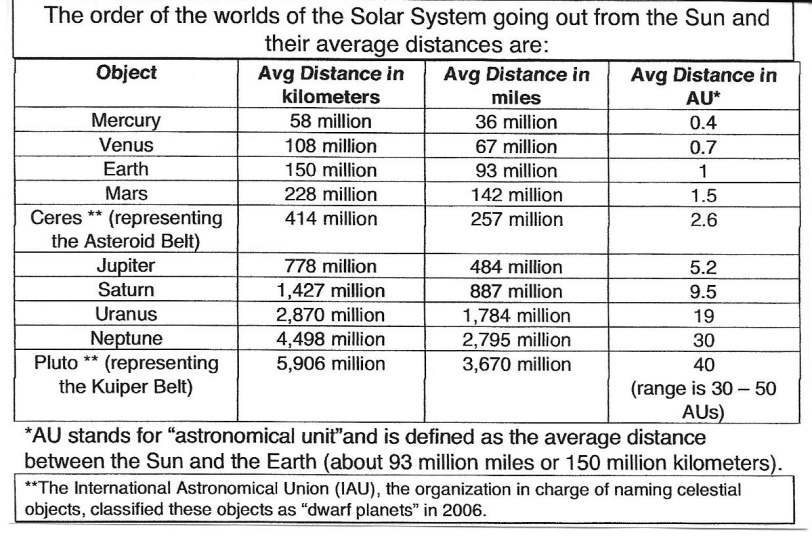 The order of the worlds of the Solar System going out from the Sun and
their average distances are:
Object Avg Distance in kilometers Avg Distance in miles Avg Distance in AU*
Mercury 58 million 36 million 0.4
Venus 108 million 67 million 0.7
Earth 150 million 93 million 1
Mars 228 million 142 million 1.5
Ceres ** (representing the Asteroid Belt) 414 million 257 million 2.6
Jupiter 778 million 484 million 5.2
Saturn 1,427 million 887 million 9.5
Uranus 2,870 million 1,784 million 19
Neptune 4,498 million 2,795 million 30
Pluto ** (representing the Kuiper Belt) 5,906 million 3,670 million 40 (range is 30 – 50 AUs)
*AU stands for “astronomical unit”and is defined as the average distance
between the Sun and the Earth (about 93 million miles or 150 million kilometers).
**The International Astronomical Union (IAU), the organization in charge of naming celestial
objects, classified these objects as “dwarf planets” in 2006.